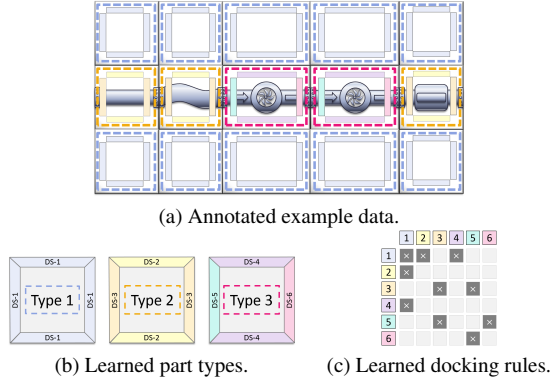 (a) Annotated example data.
DS-1 DS-2 DS-4
DS-1 Type 1 DS-1 DS-3 Type 2 DS-3 DS-5 Type 3 DS-6
DS-1 DS-2 DS-4
(b) Learned part types.
1 2 3 4 5 6
1 × × ×
2 ×
3 × ×
4 ×
5 × ×
6 ×
(c) Learned docking rules.